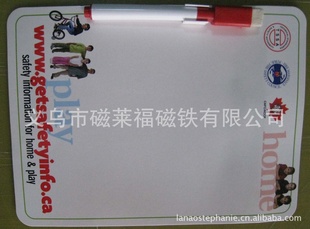 play
www.getsafetyinfo.ca
safety information for home & play
home
义乌市磁莱福磁铁有限公司
lanaostephanie.cn.alibaba.com